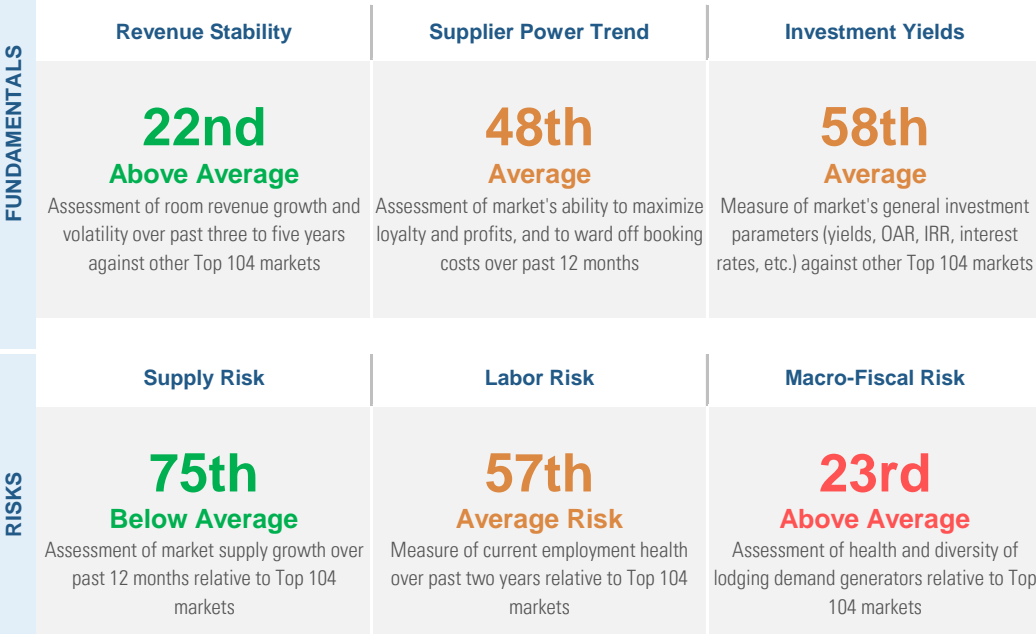 FUNDAMENTALS
Revenue Stability
22nd
Above Average
Assessment of room revenue growth and
volatility over past three to five years
against other Top 104 markets
Supplier Power Trend
48th
Average
Assessment of market's ability to maximize
loyalty and profits, and to ward off booking
costs over past 12 months
Investment Yields
58th
Average
Measure of market's general investment
parameters (yields, OAR, IRR, interest
rates, etc.) against other Top 104 markets
RISKS
Supply Risk
75th
Below Average
Assessment of market supply growth over
past 12 months relative to Top 104
markets
Labor Risk
57th
Average Risk
Measure of current employment health
over past two years relative to Top 104
markets
Macro-Fiscal Risk
23rd
Above Average
Assessment of health and diversity of
lodging demand generators relative to Top
104 markets